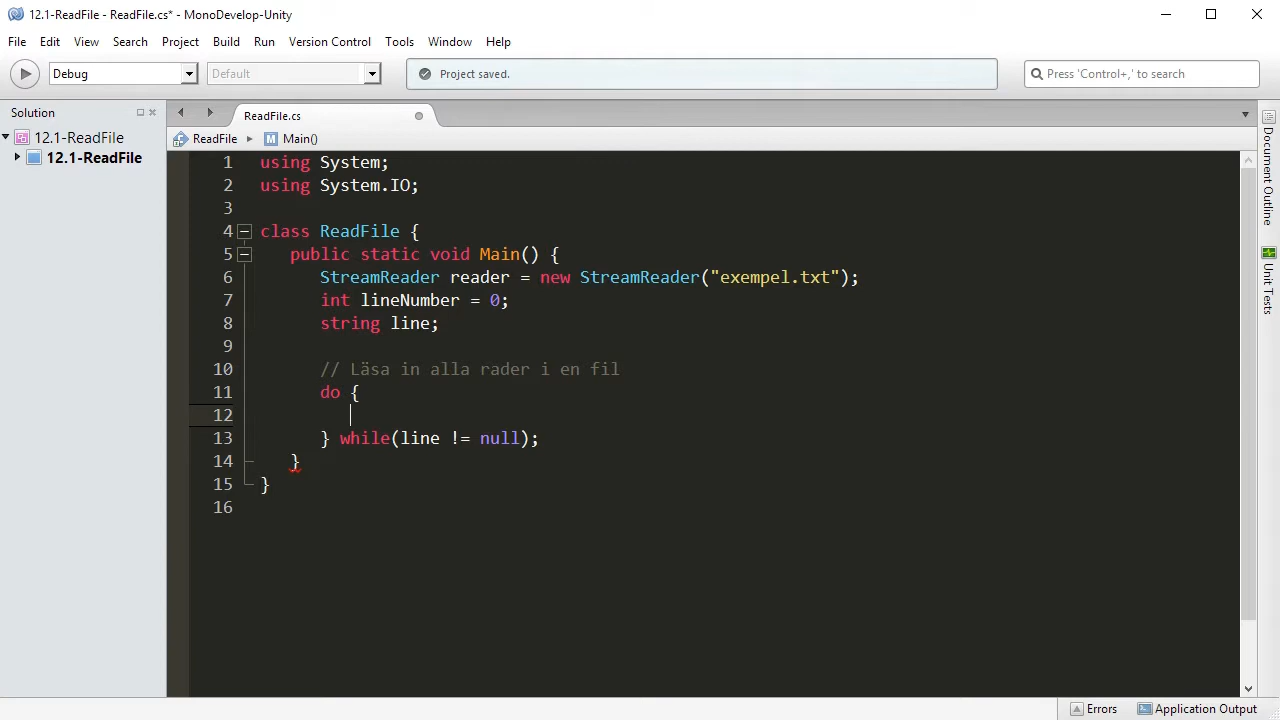 12.1-ReadFile - ReadFile.cs* - MonoDevelop-Unity
File Edit View Search Project Build Run Version Control Tools Window Help
Debug Default Project saved. Press 'Control+,' to search
Solution
ReadFile.cs
12.1-ReadFile
12.1-ReadFile
ReadFile Main()
1 using System;
2 using System.IO;
3
4 class ReadFile {
5 public static void Main() {
6 StreamReader reader = new StreamReader("exempel.txt");
7 int lineNumber = 0;
8 string line;
9
10 // Läsa in alla rader i en fil
11 do {
12
13 } while(line != null);
14 }
15 }
16
Document Outline
Unit Tests
Errors Application Output